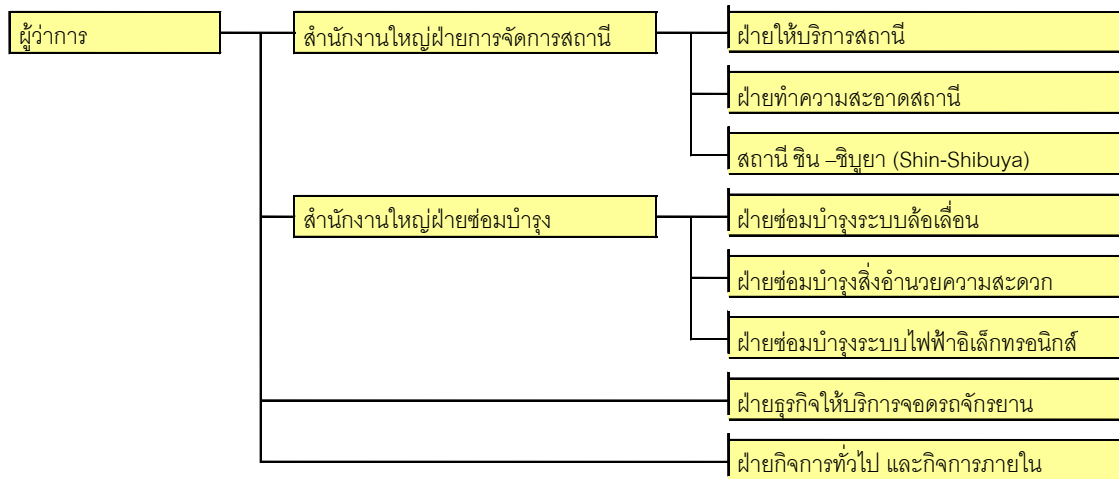 ผู้ว่าการ
สำนักงานใหญ่ฝ่ายการจัดการสถานี
ฝ่ายให้บริการสถานี
ฝ่ายทำความสะอาดสถานี
สถานี ชิน –ชิบูยา (Shin-Shibuya)
สำนักงานใหญ่ฝ่ายซ่อมบำรุง
ฝ่ายซ่อมบำรุงระบบล้อเลื่อน
ฝ่ายซ่อมบำรุงสิ่งอำนวยความสะดวก
ฝ่ายซ่อมบำรุงระบบไฟฟ้าอิเล็กทรอนิกส์
ฝ่ายธุรกิจให้บริการจอดรถจักรยาน
ฝ่ายกิจการทั่วไป และกิจการภายใน